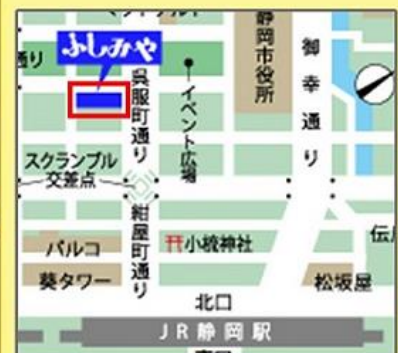 ふしみや
通り
呉服町通り
イベント広場
静岡市役所
御幸通り
スクランブル
交差点
紺屋町通り
小梳神社
パルコ
葵タワー
松坂屋
伝
北口
JR静岡駅